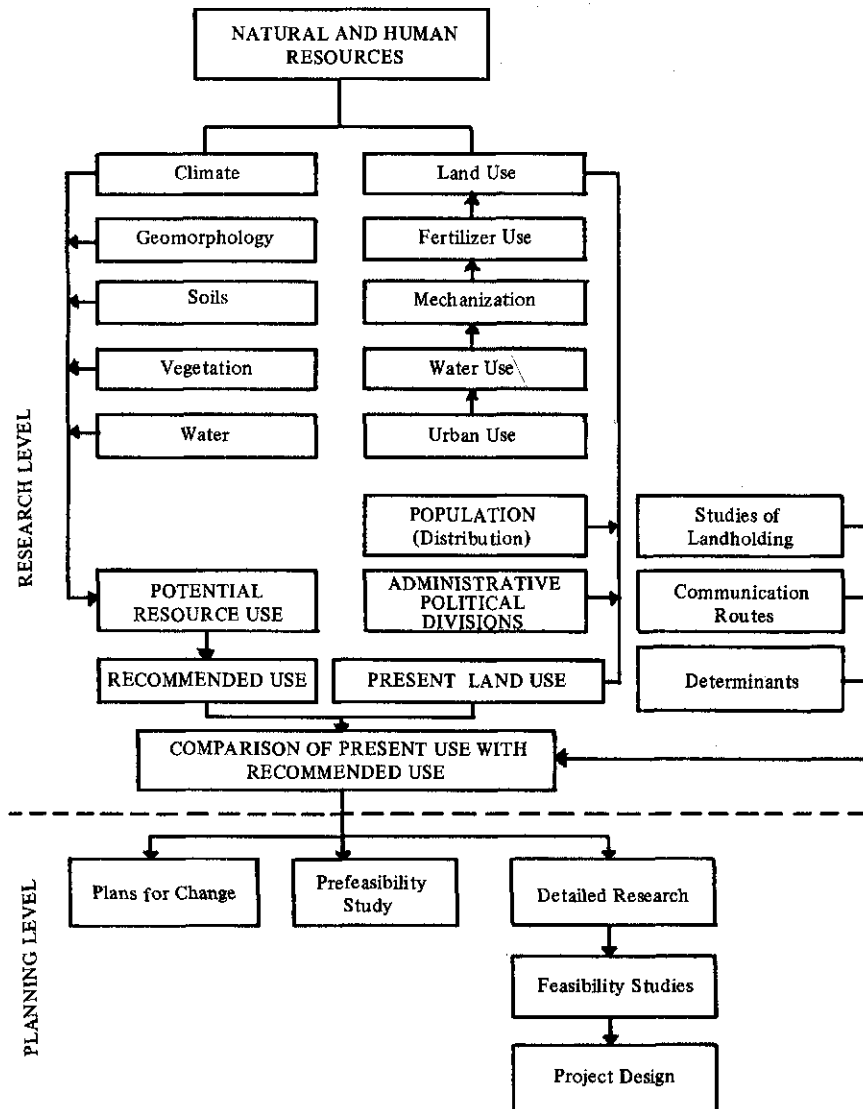 NATURAL AND HUMAN
RESOURCES
Climate
Land Use
Geomorphology
Fertilizer Use
Soils
Mechanization
Vegetation
Water Use
Water
Urban Use
RESEARCH LEVEL
POPULATION
(Distribution)
Studies of
Landholding
POTENTIAL
RESOURCE USE
ADMINISTRATIVE
POLITICAL
DIVISIONS
Communication
Routes
RECOMMENDED USE
PRESENT LAND USE
Determinants
COMPARISON OF PRESENT USE WITH
RECOMMENDED USE
PLANNING LEVEL
Plans for Change
Prefeasibility
Study
Detailed Research
Feasibility Studies
Project Design